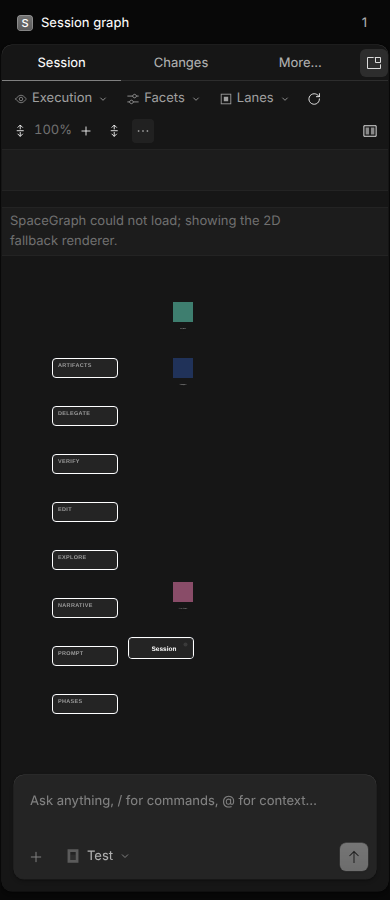 S Session graph 1
Session Changes More...
Execution Facets Lanes
100%
SpaceGraph could not load; showing the 2D
fallback renderer.
ARTIFACTS
DELEGATE
VERIFY
EDIT
EXPLORE
NARRATIVE
PROMPT
Session
PHASES
Ask anything, / for commands, @ for context...
Test